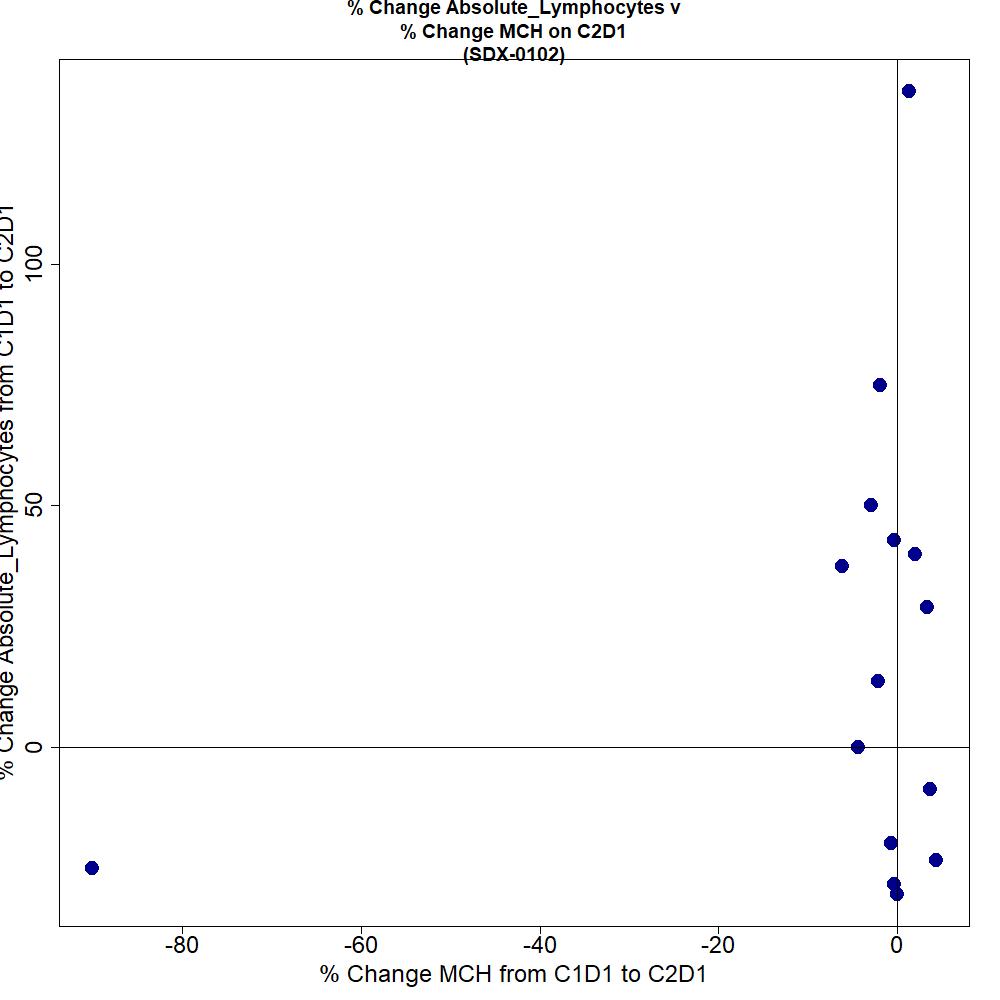 % Change Absolute_Lymphocytes v
% Change MCH on C2D1
(SDX-0102)
% Change Absolute_Lymphocytes from C1D1 to C2D1
100
50
0
-80
-60
-40
-20
0
% Change MCH from C1D1 to C2D1